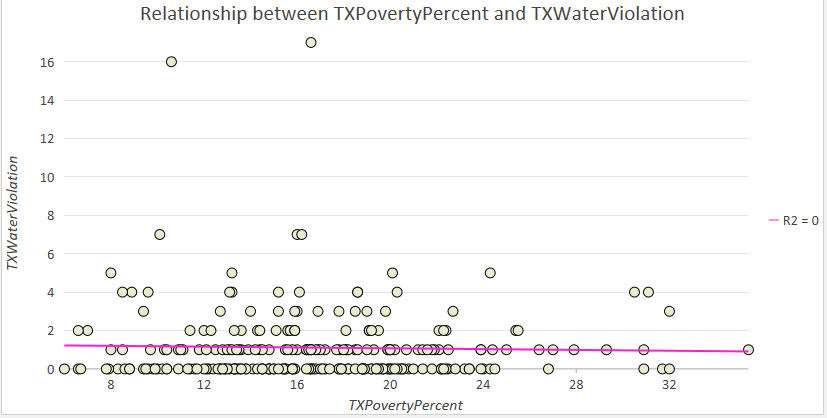 Relationship between TXPovertyPercent and TXWaterViolation
TXWaterViolation
16
14
12
10
8
6
4
2
0
8 12 16 20 24 28 32
TXPovertyPercent
R2 = 0